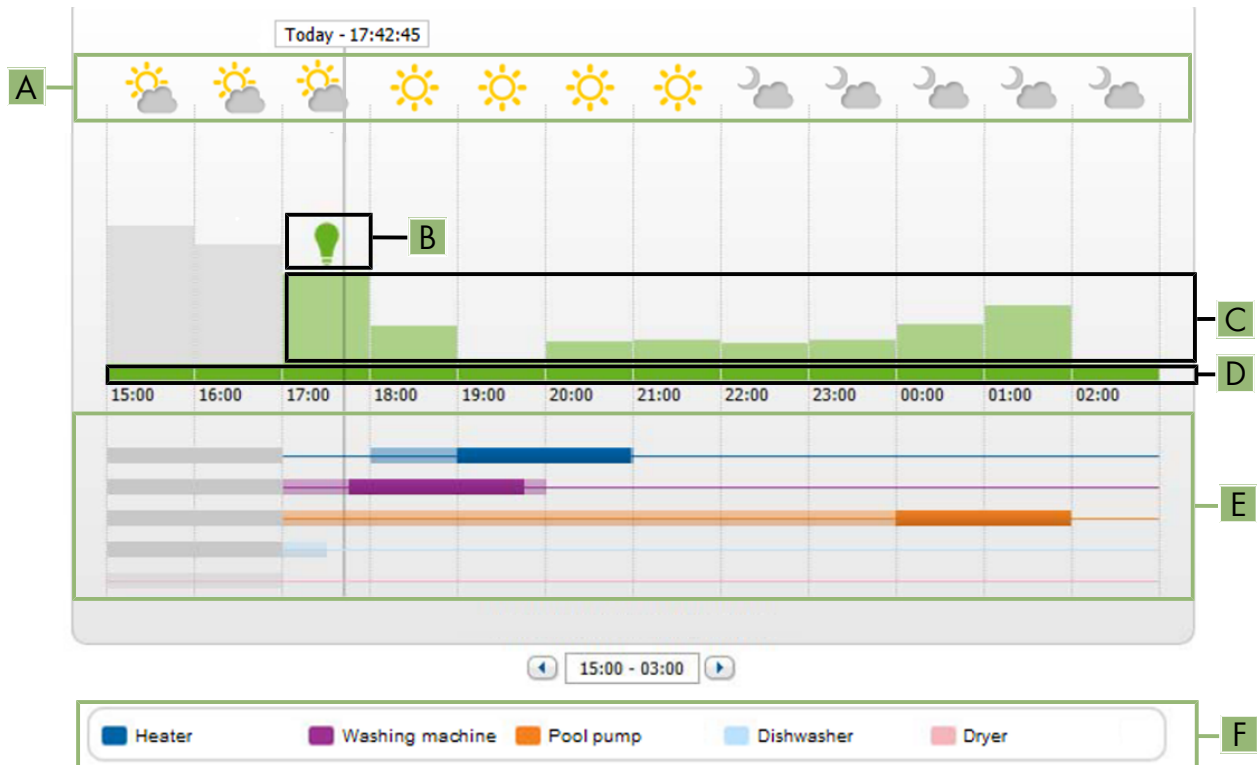 Today - 17:42:45
A
B
C
D
15:00 16:00 17:00 18:00 19:00 20:00 21:00 22:00 23:00 00:00 01:00 02:00
E
15:00 - 03:00
Heater Washing machine Pool pump Dishwasher Dryer
F